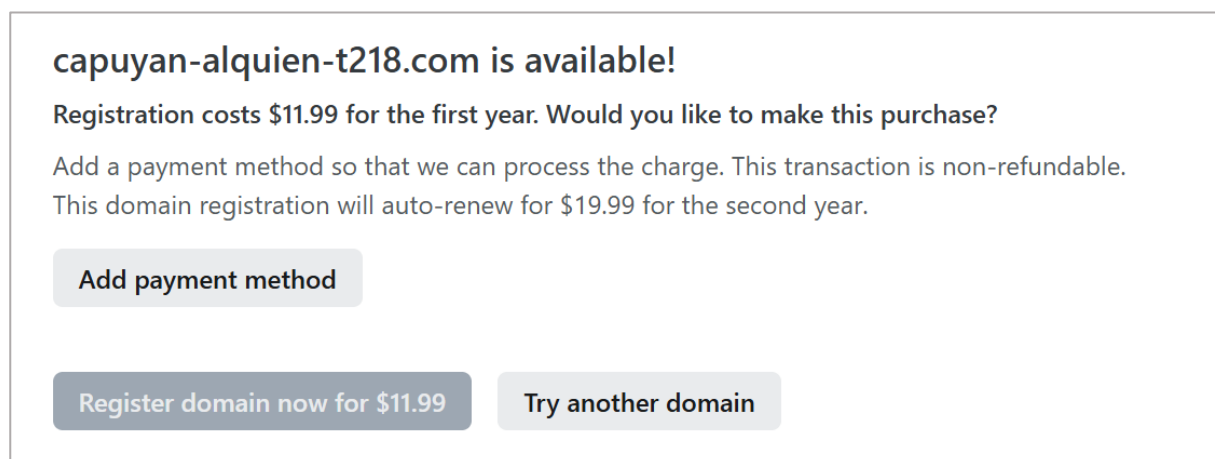 capuyan-alquien-t218.com is available!
Registration costs $11.99 for the first year. Would you like to make this purchase?
Add a payment method so that we can process the charge. This transaction is non-refundable.
This domain registration will auto-renew for $19.99 for the second year.
Add payment method
Register domain now for $11.99
Try another domain